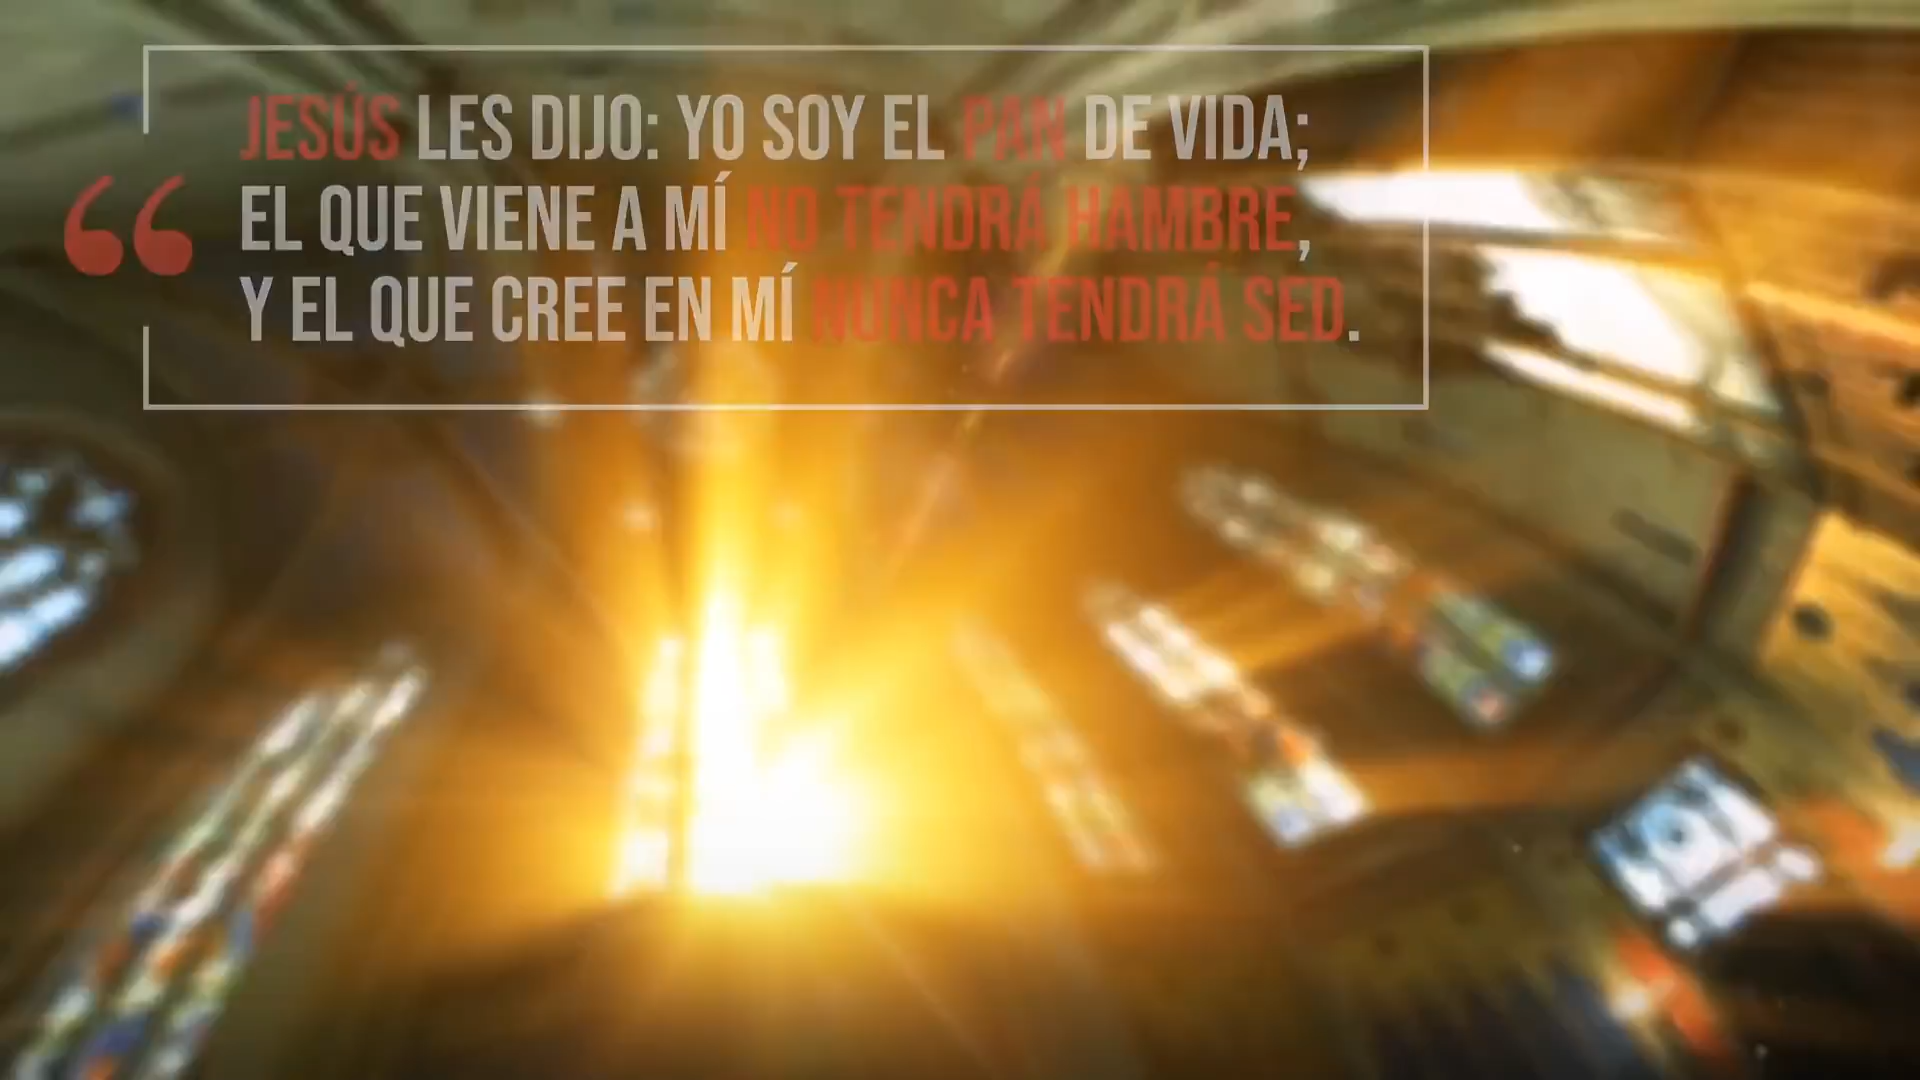 JESÚS LES DIJO: YO SOY EL PAN DE VIDA;
EL QUE VIENE A MÍ NO TENDRÁ HAMBRE,
Y EL QUE CREE EN MÍ NUNCA TENDRÁ SED.